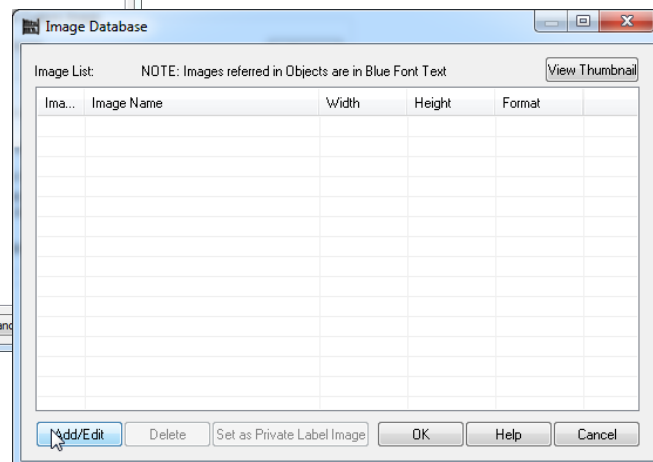 Image Database
Image List: NOTE: Images referred in Objects are in Blue Font Text View Thumbnail
Ima... Image Name Width Height Format
Add/Edit Delete Set as Private Label Image OK Help Cancel